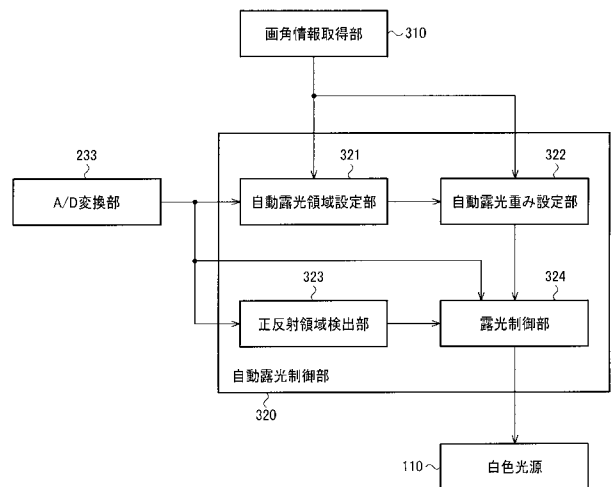 画角情報取得部
310
233
321
322
A/D変換部
自動露光領域設定部
自動露光重み設定部
323
324
正反射領域検出部
露光制御部
自動露光制御部
320
110
白色光源